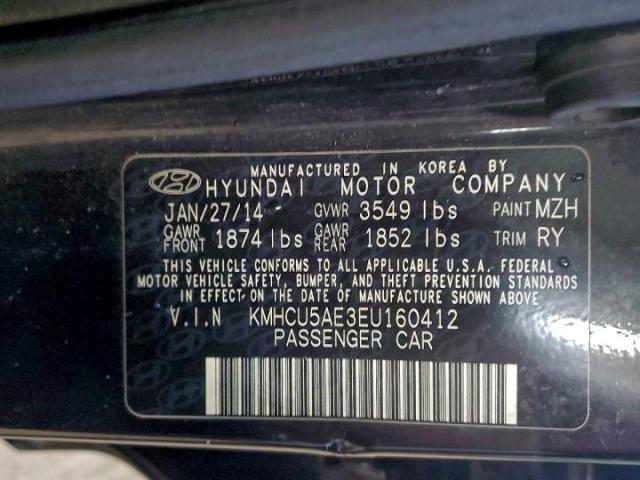 MANUFACTURED IN KOREA BY
HYUNDAI MOTOR COMPANY
JAN/27/14 GVWR 3549 lbs PAINT MZH
GAWR FRONT 1874 lbs GAWR REAR 1852 lbs TRIM RY
THIS VEHICLE CONFORMS TO ALL APPLICABLE U.S.A. FEDERAL
MOTOR VEHICLE SAFETY, BUMPER, AND THEFT PREVENTION STANDARDS
IN EFFECT ON THE DATE OF MANUFACTURE SHOWN ABOVE
V.I.N KMHCU5AE3EU160412
PASSENGER CAR